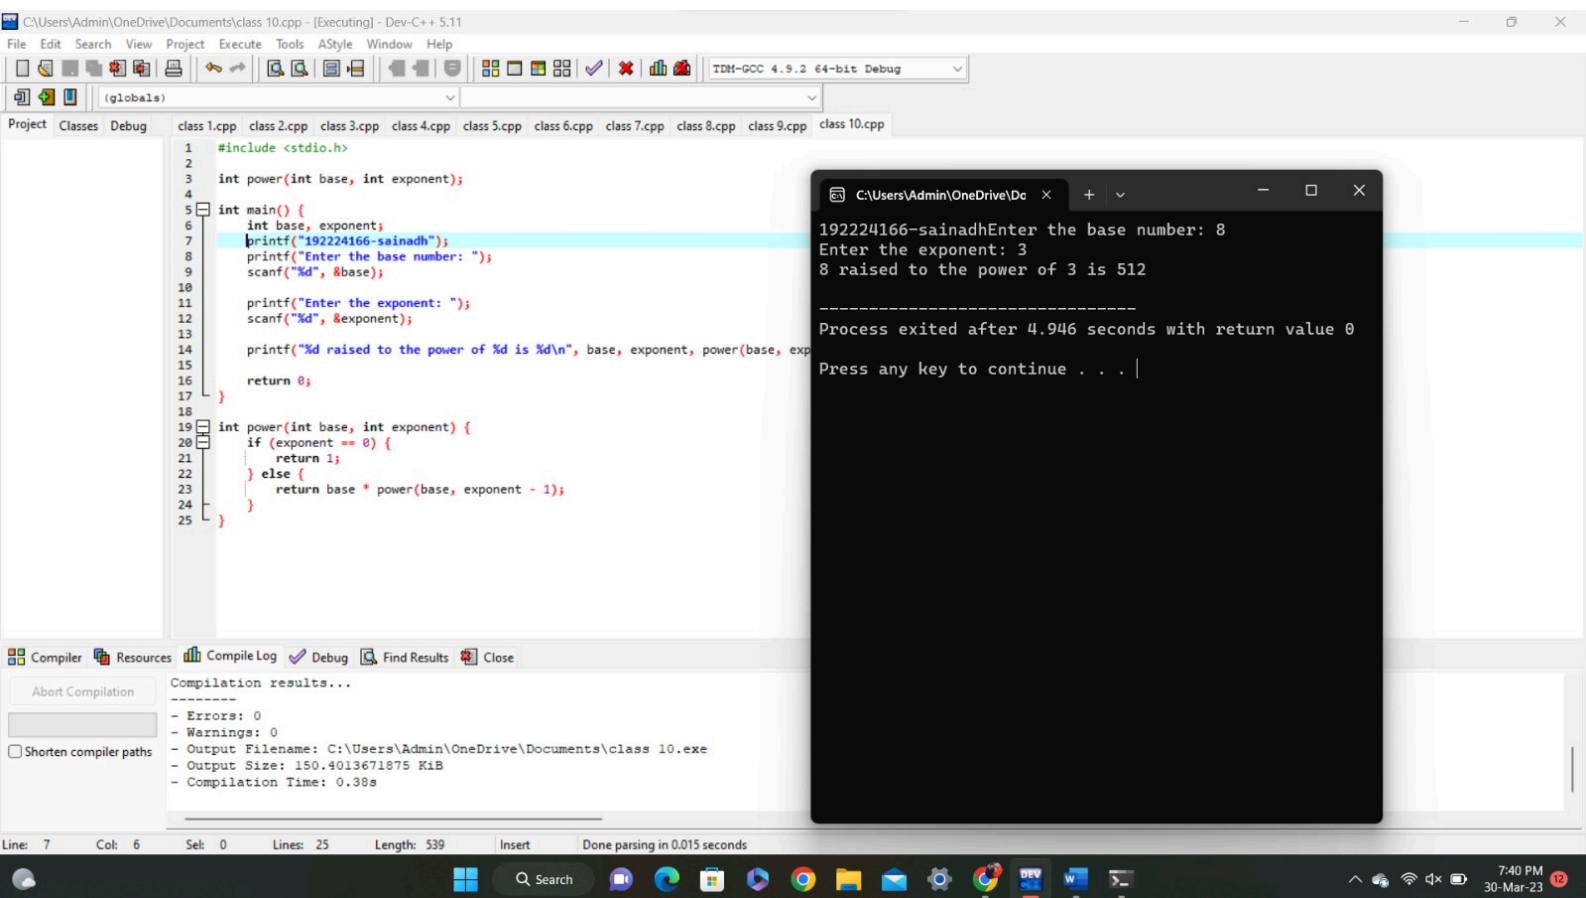 C:\Users\Admin\OneDrive\Documents\class 10.cpp - [Executing] - Dev-C++ 5.11
File Edit Search View Project Execute Tools AStyle Window Help
TDM-GCC 4.9.2 64-bit Debug
(globals)
Project Classes Debug
class 1.cpp class 2.cpp class 3.cpp class 4.cpp class 5.cpp class 6.cpp class 7.cpp class 8.cpp class 9.cpp class 10.cpp
1 #include <stdio.h>
2
3 int power(int base, int exponent);
4
5 int main() {
6 int base, exponent;
7 printf("192224166-sainadh");
8 printf("Enter the base number: ");
9 scanf("%d", &base);
10
11 printf("Enter the exponent: ");
12 scanf("%d", &exponent);
13
14 printf("%d raised to the power of %d is %d\n", base, exponent, power(base, exp
15
16 return 0;
17 }
18
19 int power(int base, int exponent) {
20 if (exponent == 0) {
21 return 1;
22 } else {
23 return base * power(base, exponent - 1);
24 }
25 }
C:\Users\Admin\OneDrive\Dc
192224166-sainadhEnter the base number: 8
Enter the exponent: 3
8 raised to the power of 3 is 512
--------------------------------
Process exited after 4.946 seconds with return value 0
Press any key to continue . . .
Compiler Resources Compile Log Debug Find Results Close
Abort Compilation
Shorten compiler paths
Compilation results...
--------
- Errors: 0
- Warnings: 0
- Output Filename: C:\Users\Admin\OneDrive\Documents\class 10.exe
- Output Size: 150.4013671875 KiB
- Compilation Time: 0.38s
Line: 7 Col: 6 Sel: 0 Lines: 25 Length: 539 Insert Done parsing in 0.015 seconds
Search
DEV
W
7:40 PM
30-Mar-23
12